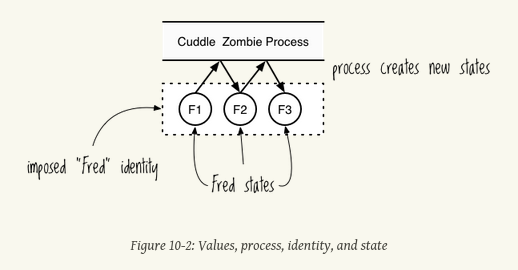 Cuddle Zombie Process
process creates new states
F1 F2 F3
imposed "Fred" identity
Fred states
Figure 10-2: Values, process, identity, and state